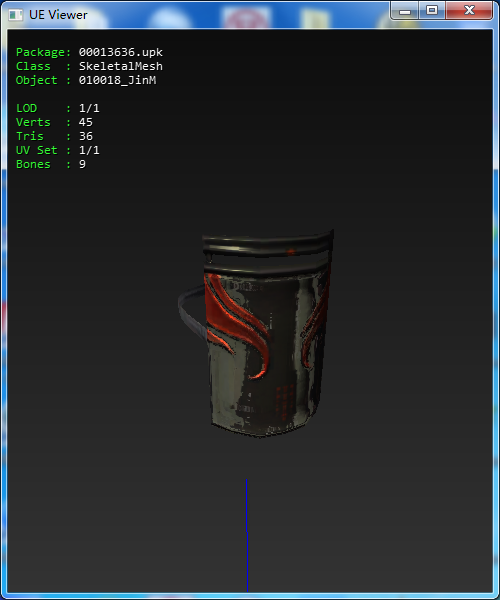 UE Viewer
Package: 00013636.upk
Class : SkeletalMesh
Object : 010018_JinM
LOD : 1/1
Verts : 45
Tris : 36
UV Set : 1/1
Bones : 9